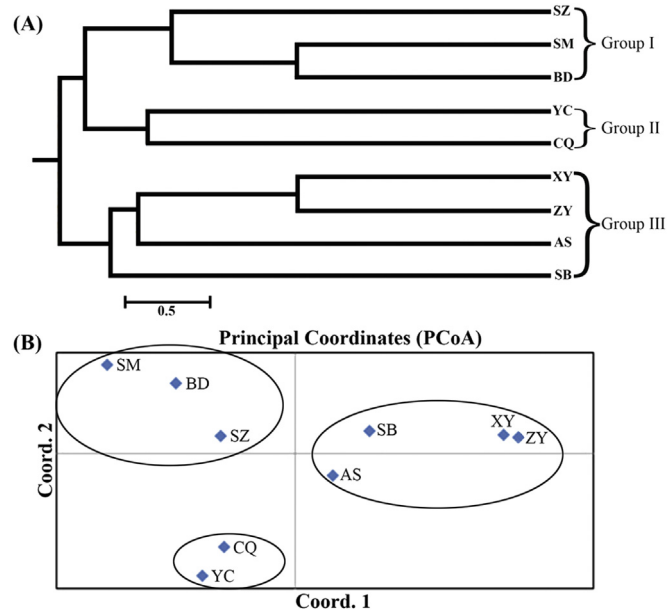 (A)
SZ
SM
Group I
BD
YC
Group II
CQ
XY
ZY
Group III
AS
SB
0.5
(B)
Principal Coordinates (PCoA)
SM
BD
SZ
SB
XY
ZY
AS
CQ
YC
Coord. 2
Coord. 1